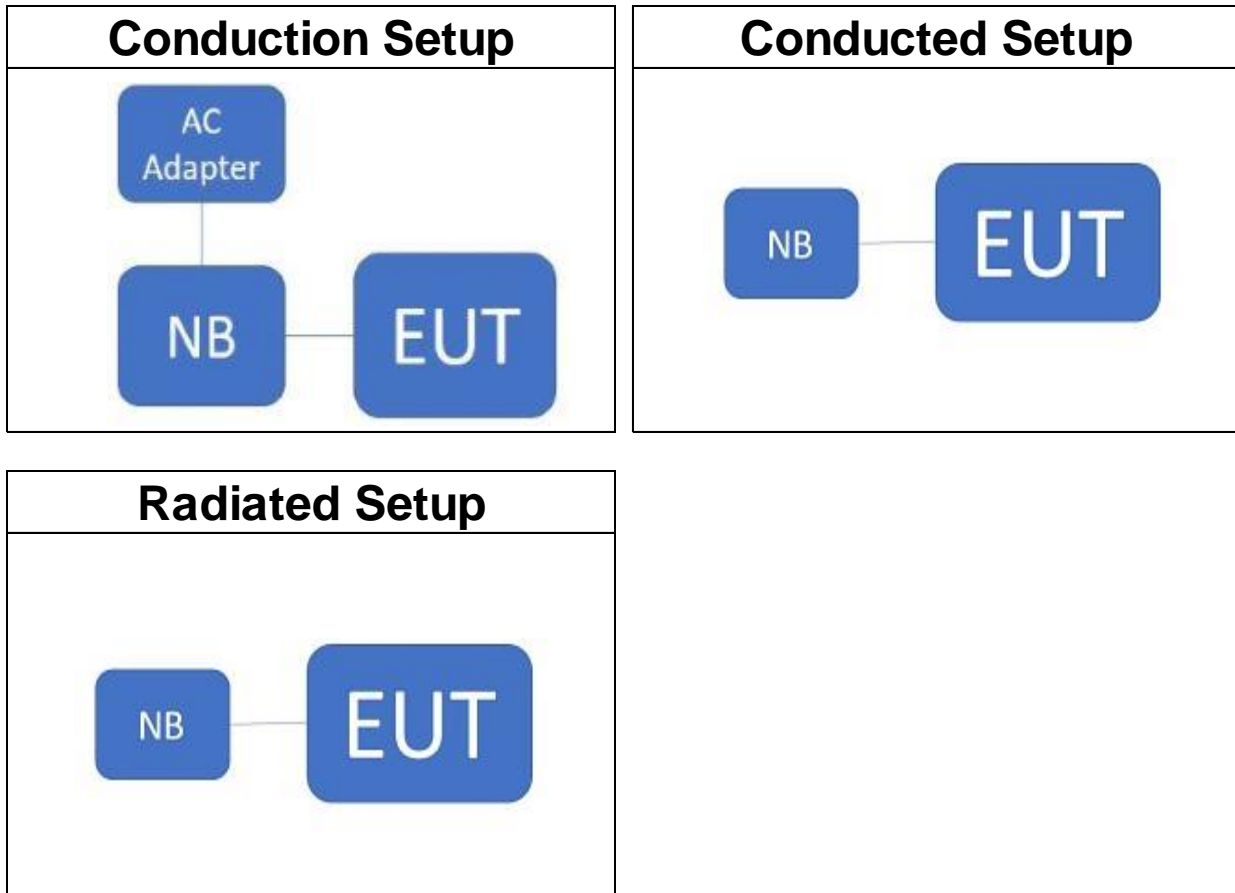 Conduction Setup
AC
Adapter
NB
EUT
Conducted Setup
NB
EUT
Radiated Setup
NB
EUT